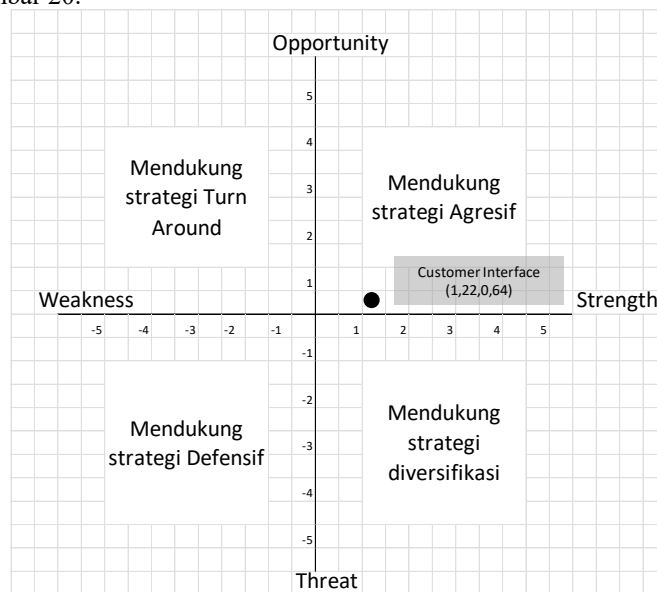 Opportunity
5
4
Mendukung
strategi Turn
Around
Mendukung
strategi Agresif
3
2
Customer Interface
(1,22,0,64)
1
Weakness
Strength
-5 -4 -3 -2 -1 1 2 3 4 5
-1
-2
Mendukung
strategi Defensif
Mendukung
strategi
diversifikasi
-3
-4
-5
Threat